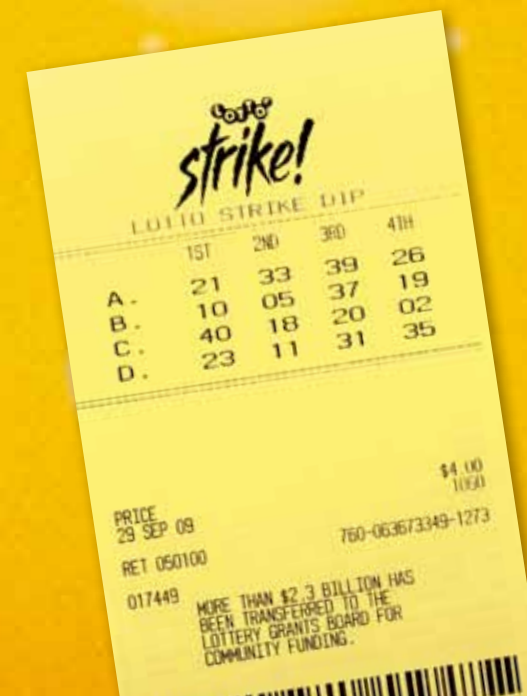 LOTTO
strike!
LOTTO STRIKE DIP
1ST 2ND 3RD 4TH
A. 21 33 39 26
B. 10 05 37 19
C. 40 18 20 02
D. 23 11 31 35
$4.00
PRICE 1060
29 SEP 09
RET 050100 760-063673349-1273
017449
MORE THAN $2.3 BILLION HAS
BEEN TRANSFERRED TO THE
LOTTERY GRANTS BOARD FOR
COMMUNITY FUNDING.